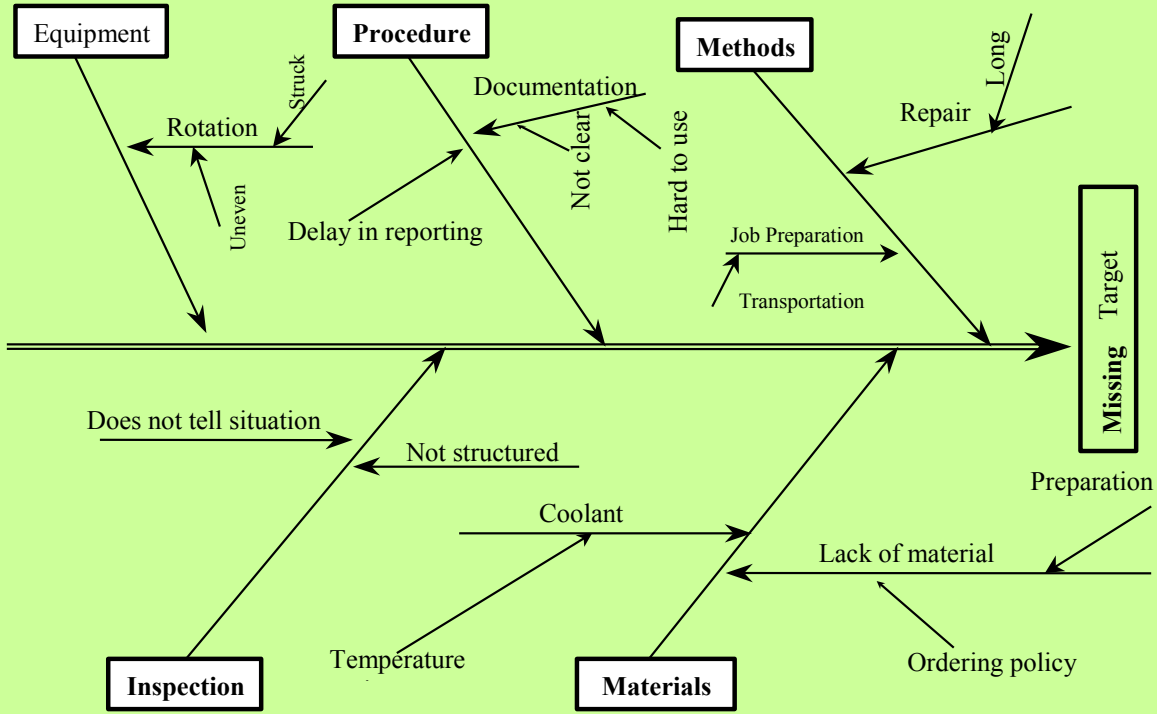 Equipment
Procedure
Methods
Long
Struck
Documentation
Repair
Rotation
Not clear
Hard to use
Uneven
Delay in reporting
Job Preparation
Transportation
Missing Target
Does not tell situation
Not structured
Preparation
Coolant
Lack of material
Temperature
Ordering policy
Inspection
Materials